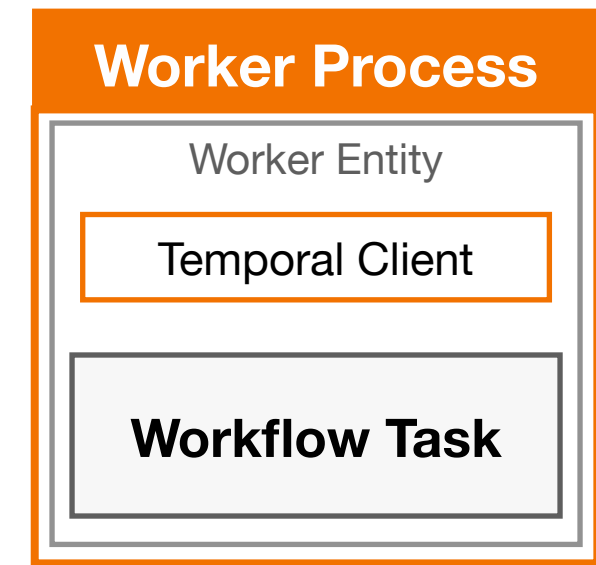 Worker Process
Worker Entity
Temporal Client
Workflow Task